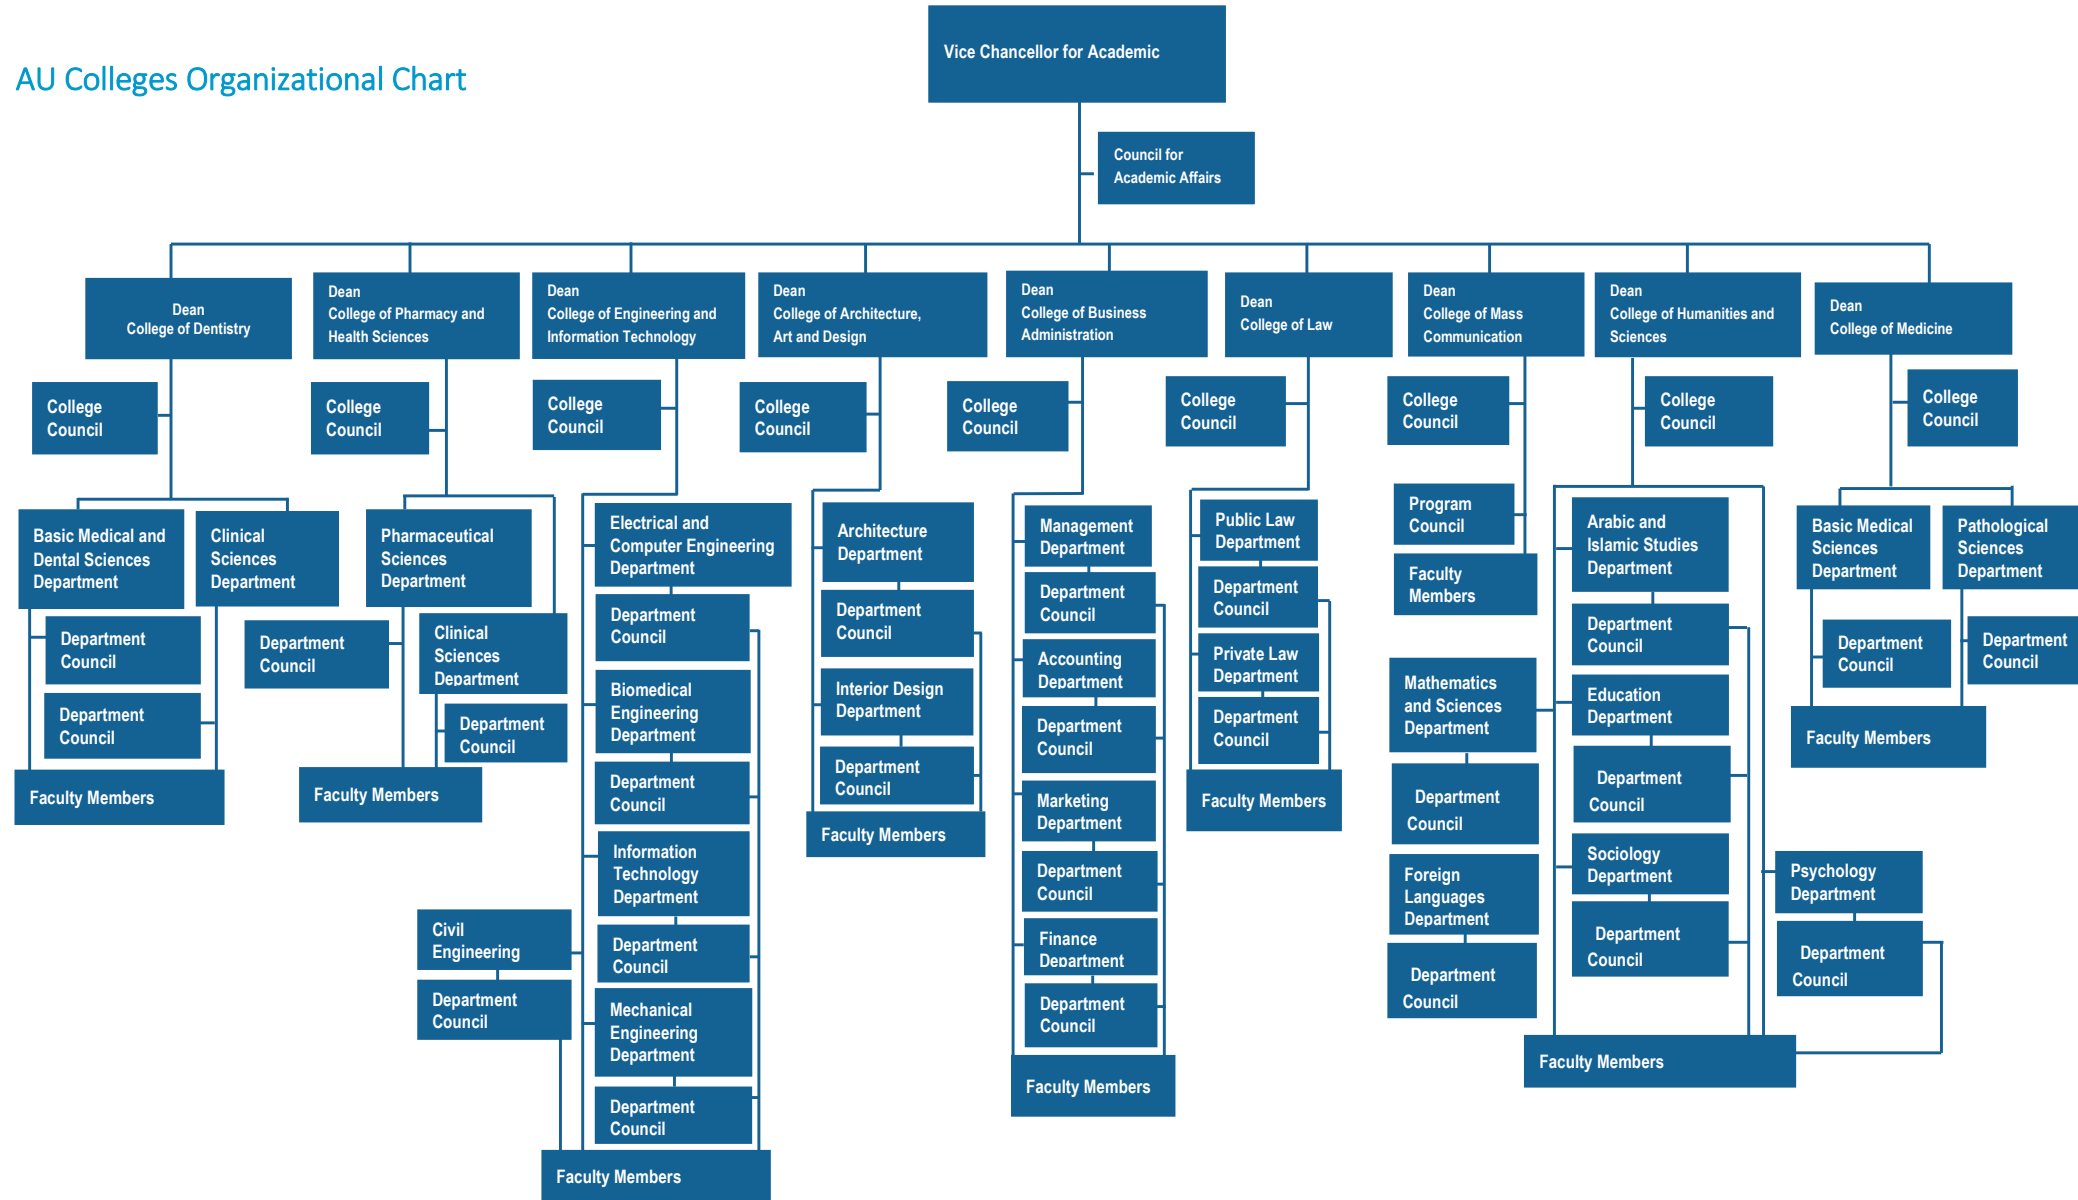 AU Colleges Organizational Chart
Vice Chancellor for Academic
Council for
Academic Affairs
Dean
College of Dentistry
Dean
College of Pharmacy and
Health Sciences
Dean
College of Engineering and
Information Technology
Dean
College of Architecture,
Art and Design
Dean
College of Business
Administration
Dean
College of Law
Dean
College of Mass
Communication
Dean
College of Humanities and
Sciences
Dean
College of Medicine
College
Council
College
Council
College
Council
College
Council
College
Council
College
Council
College
Council
College
Council
College
Council
Basic Medical and
Dental Sciences
Department
Clinical
Sciences
Department
Department
Council
Department
Council
Faculty Members
Pharmaceutical
Sciences
Department
Department
Council
Clinical
Sciences
Department
Department
Council
Faculty Members
Electrical and
Computer Engineering
Department
Department
Council
Biomedical
Engineering
Department
Department
Council
Information
Technology
Department
Department
Council
Civil
Engineering
Department
Council
Mechanical
Engineering
Department
Department
Council
Faculty Members
Architecture
Department
Department
Council
Interior Design
Department
Department
Council
Faculty Members
Management
Department
Department
Council
Accounting
Department
Department
Council
Marketing
Department
Department
Council
Finance
Department
Department
Council
Faculty Members
Public Law
Department
Department
Council
Private Law
Department
Department
Council
Faculty Members
Program
Council
Faculty
Members
Mathematics
and Sciences
Department
Department
Council
Foreign
Languages
Department
Department
Council
Arabic and
Islamic Studies
Department
Department
Council
Education
Department
Department
Council
Sociology
Department
Department
Council
Psychology
Department
Department
Council
Faculty Members
Basic Medical
Sciences
Department
Pathological
Sciences
Department
Department
Council
Department
Council
Faculty Members